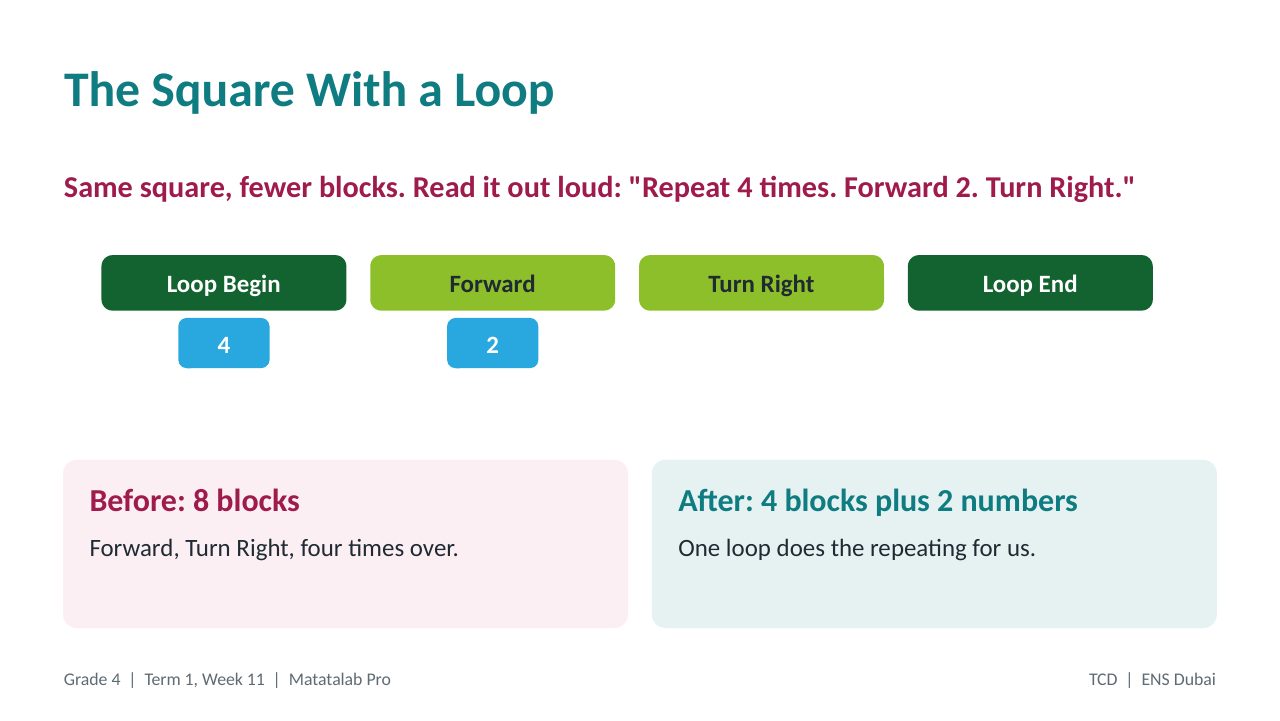 The Square With a Loop
Same square, fewer blocks. Read it out loud: "Repeat 4 times. Forward 2. Turn Right."
Loop Begin
Forward
Turn Right
Loop End
4
2
Before: 8 blocks
Forward, Turn Right, four times over.
After: 4 blocks plus 2 numbers
One loop does the repeating for us.
Grade 4 | Term 1, Week 11 | Matatalab Pro
TCD | ENS Dubai